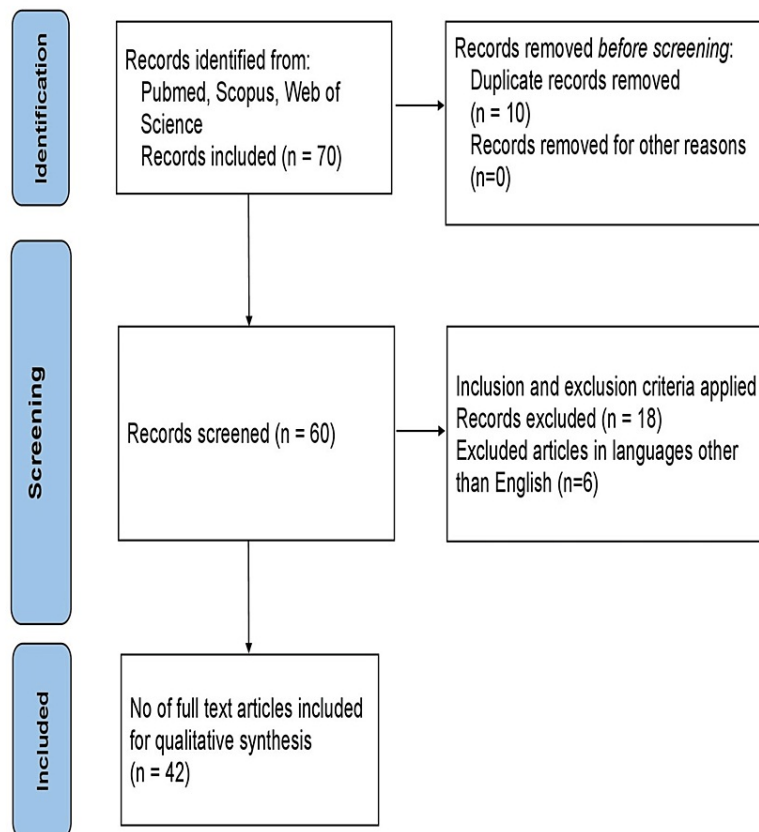 Identification
Records identified from:
Pubmed, Scopus, Web of
Science
Records included (n = 70)
Records removed before screening:
Duplicate records removed
(n = 10)
Records removed for other reasons
(n=0)
Screening
Records screened (n = 60)
Inclusion and exclusion criteria applied
Records excluded (n = 18)
Excluded articles in languages other
than English (n=6)
Included
No of full text articles included
for qualitative synthesis
(n = 42)